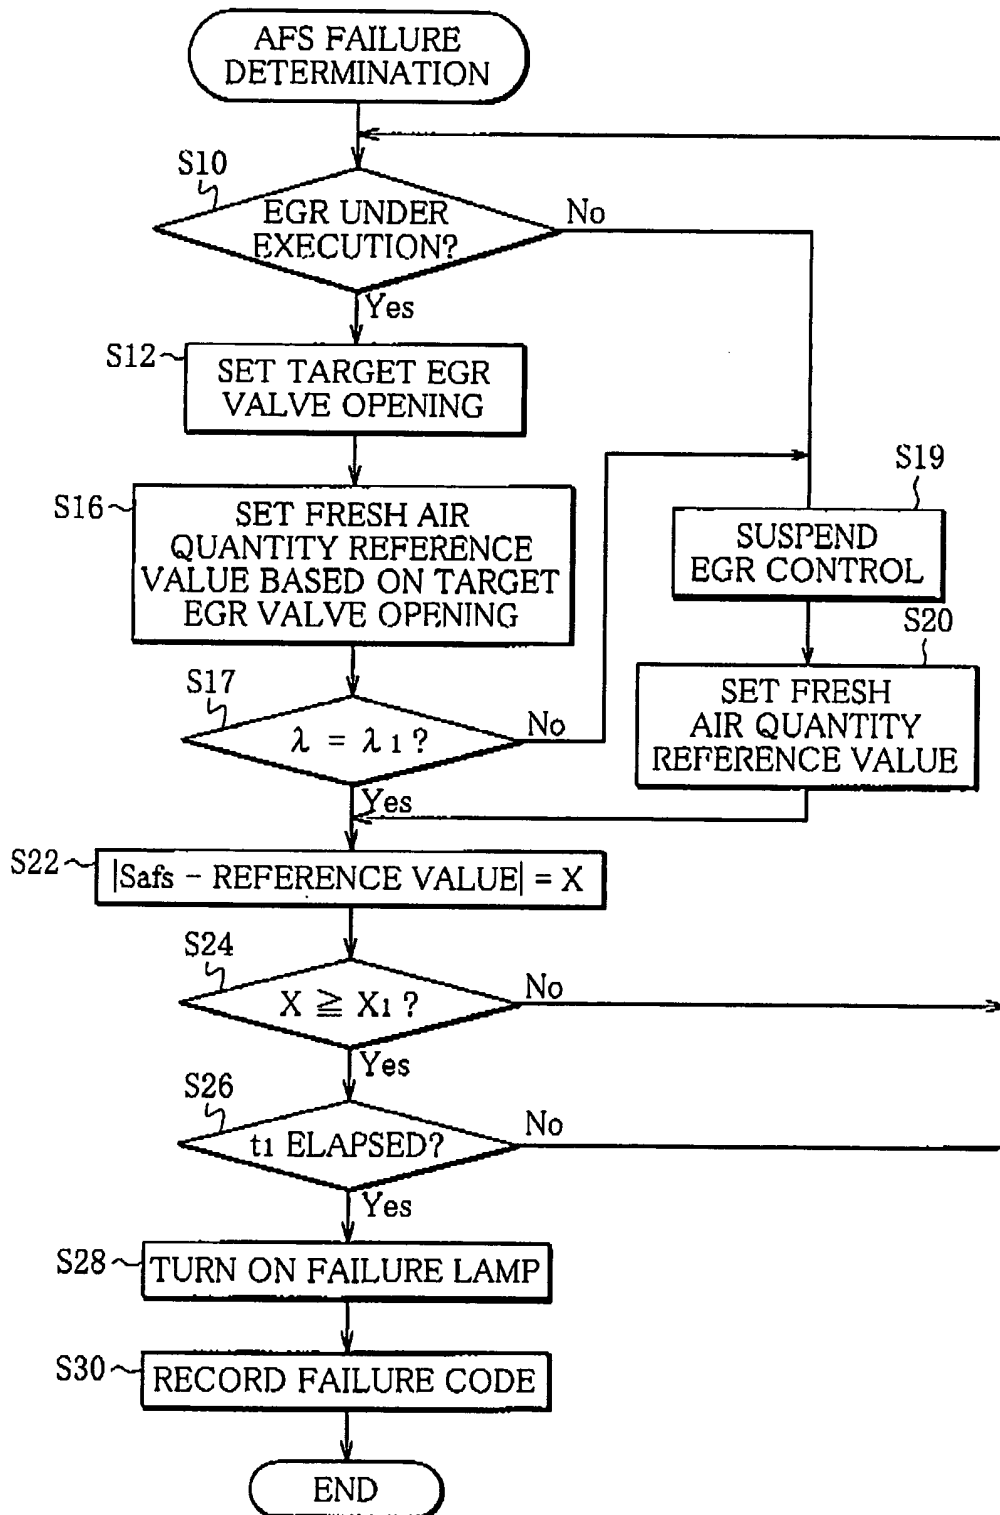 AFS FAILURE
DETERMINATION
S10
EGR UNDER
EXECUTION?
No
Yes
S12
SET TARGET EGR
VALVE OPENING
S16
SET FRESH AIR
QUANTITY REFERENCE
VALUE BASED ON TARGET
EGR VALVE OPENING
S19
SUSPEND
EGR CONTROL
S20
SET FRESH
AIR QUANTITY
REFERENCE VALUE
S17
λ = λ1 ?
No
Yes
S22
|Safs - REFERENCE VALUE| = X
S24
X ≧ X1 ?
No
Yes
S26
t1 ELAPSED?
No
Yes
S28
TURN ON FAILURE LAMP
S30
RECORD FAILURE CODE
END